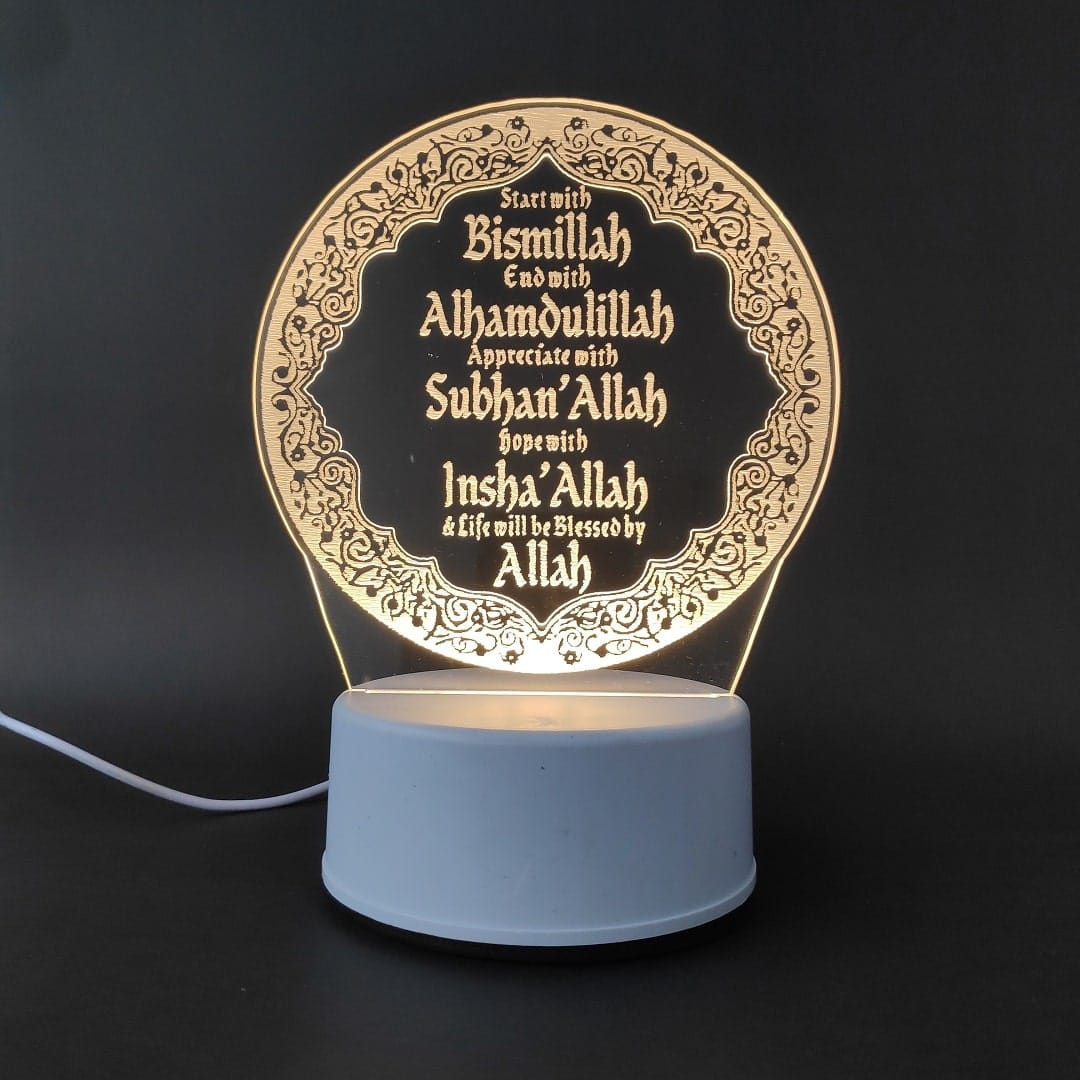 Start with
Bismillah
End with
Alhamdulillah
Appreciate with
Subhan'Allah
Hope with
Insha'Allah
& Life will be Blessed by
Allah